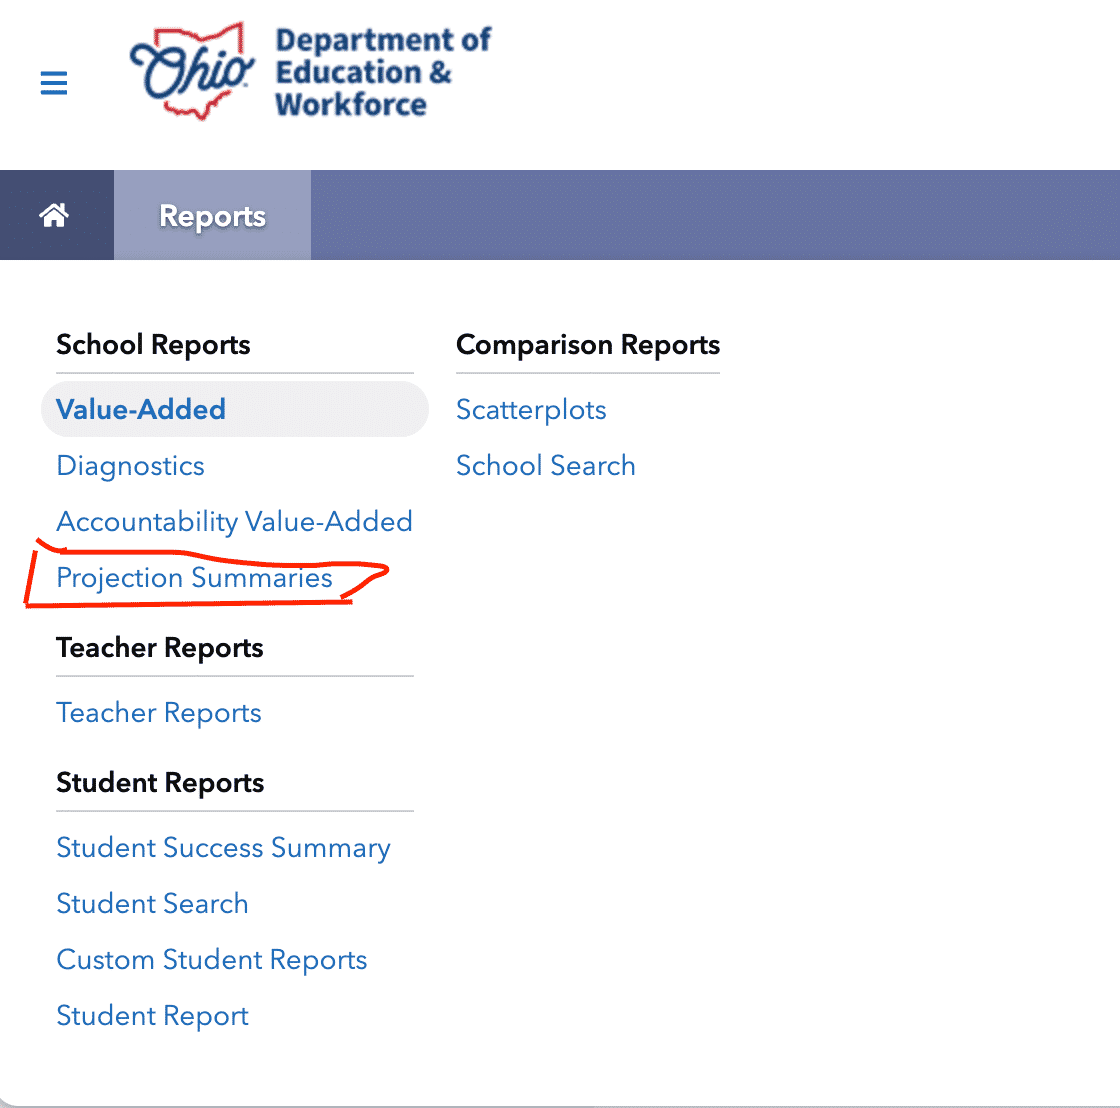 Ohio
Department of
Education &
Workforce
Reports
School Reports
Value-Added
Diagnostics
Accountability Value-Added
Projection Summaries
Teacher Reports
Teacher Reports
Student Reports
Student Success Summary
Student Search
Custom Student Reports
Student Report
Comparison Reports
Scatterplots
School Search